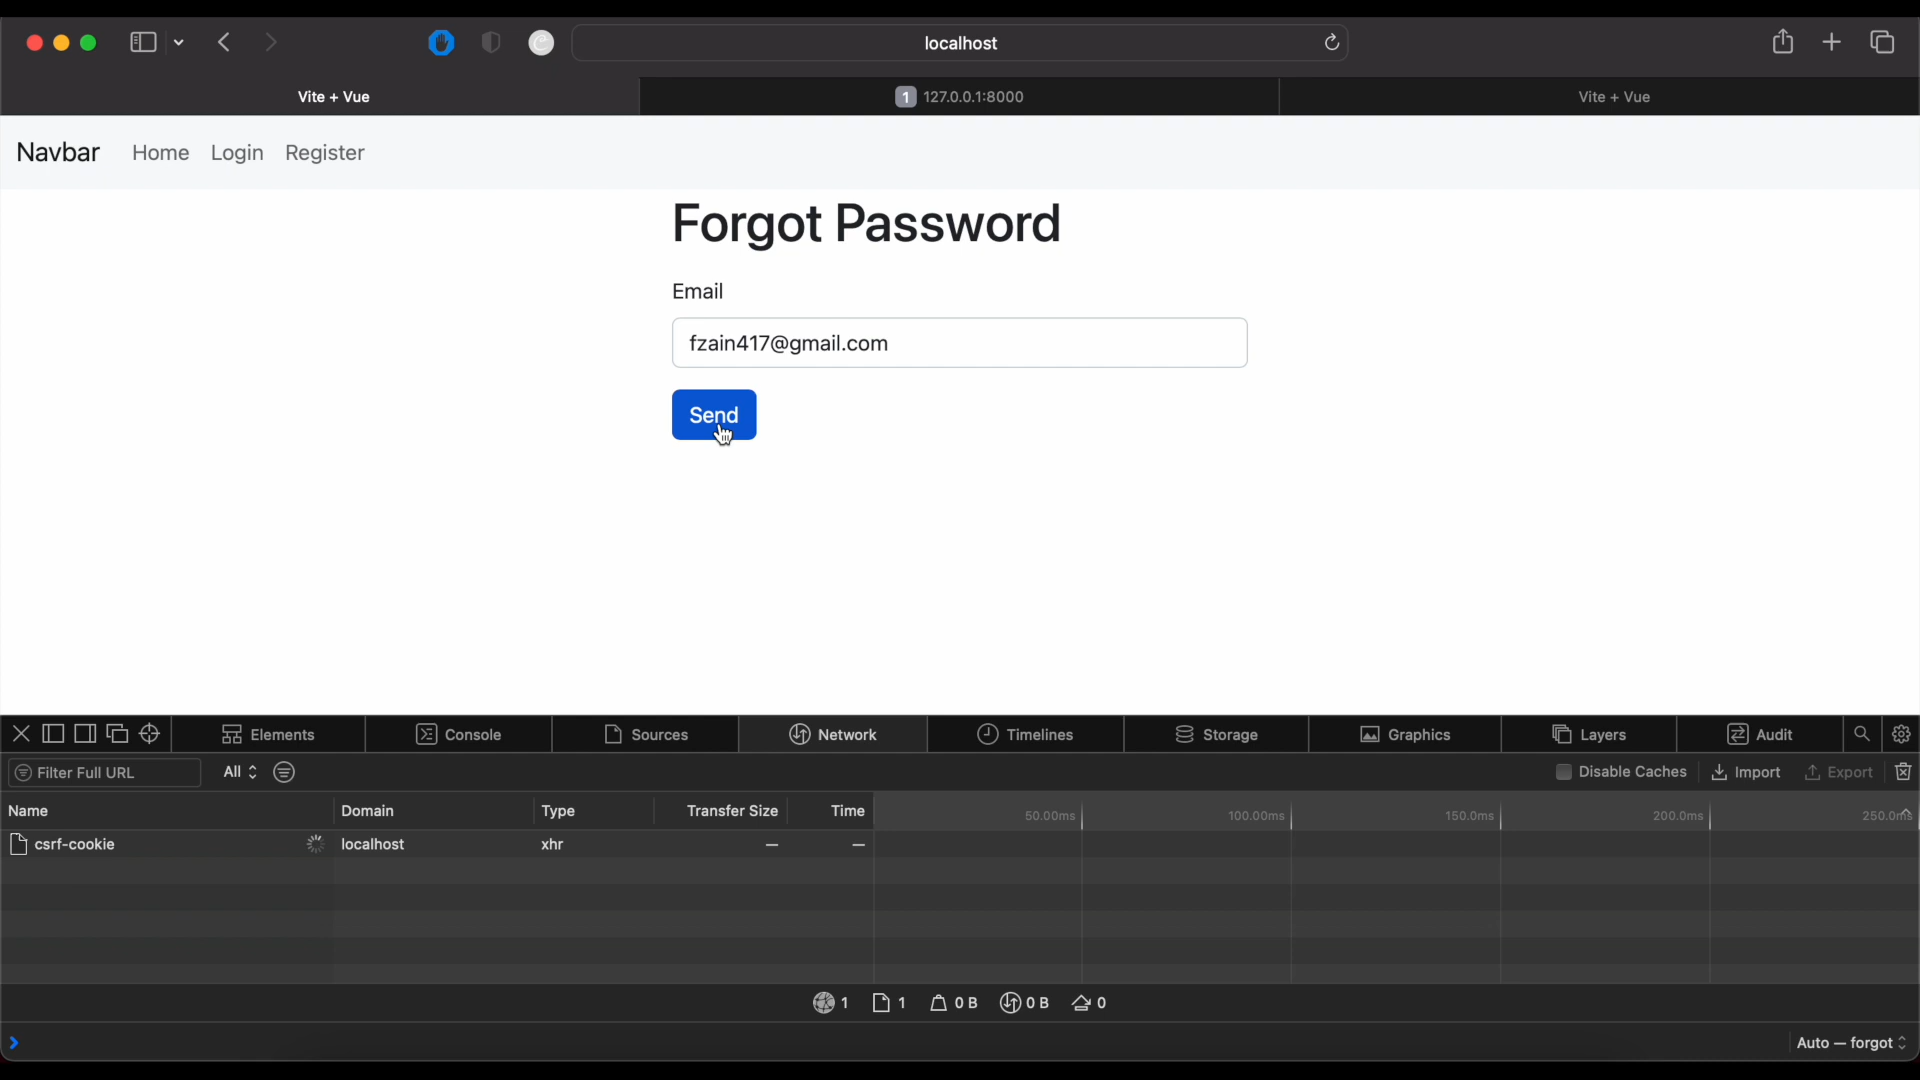 localhost
Vite + Vue
1 127.0.0.1:8000
Vite + Vue
Navbar Home Login Register
Forgot Password
Email
fzain417@gmail.com
Send
Elements Console Sources Network Timelines Storage Graphics Layers Audit
Filter Full URL All Disable Caches Import Export
Name Domain Type Transfer Size Time 50.00ms 100.00ms 150.0ms 200.0ms 250.0ms
csrf-cookie localhost xhr — —
1 1 0 B 0 B 0
Auto — forgot